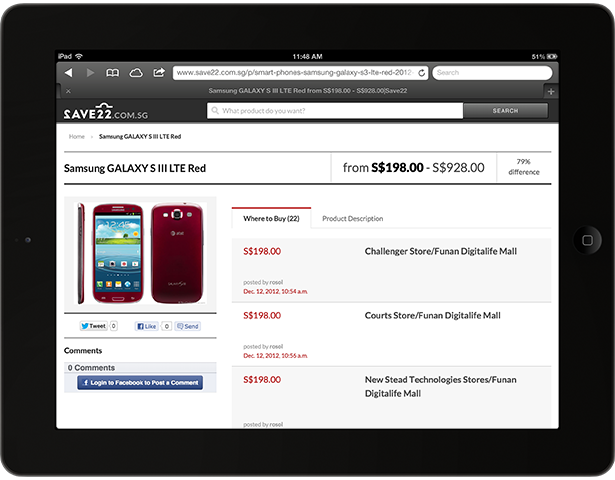 iPad 11:48 AM 51%
www.save22.com.sg/p/smart-phones-samsung-galaxy-s3-lte-red-2012 Search
Samsung GALAXY S III LTE Red from S$198.00 - S$928.00|Save22
SAVE22.COM.SG What product do you want? SEARCH
Home Samsung GALAXY S III LTE Red
Samsung GALAXY S III LTE Red from S$198.00 - S$928.00 79% difference
Where to Buy (22) Product Description
S$198.00 Challenger Store/Funan Digitalife Mall
posted by rosel
Dec. 12, 2012, 10:54 a.m.
S$198.00 Courts Store/Funan Digitalife Mall
posted by rosel
Dec. 12, 2012, 10:56 a.m.
S$198.00 New Stead Technologies Stores/Funan
Digitalife Mall
posted by rosel
AT&T
GALAXY S III
Tweet 0 Like 0 Send
Comments
0 Comments
Login to Facebook to Post a Comment